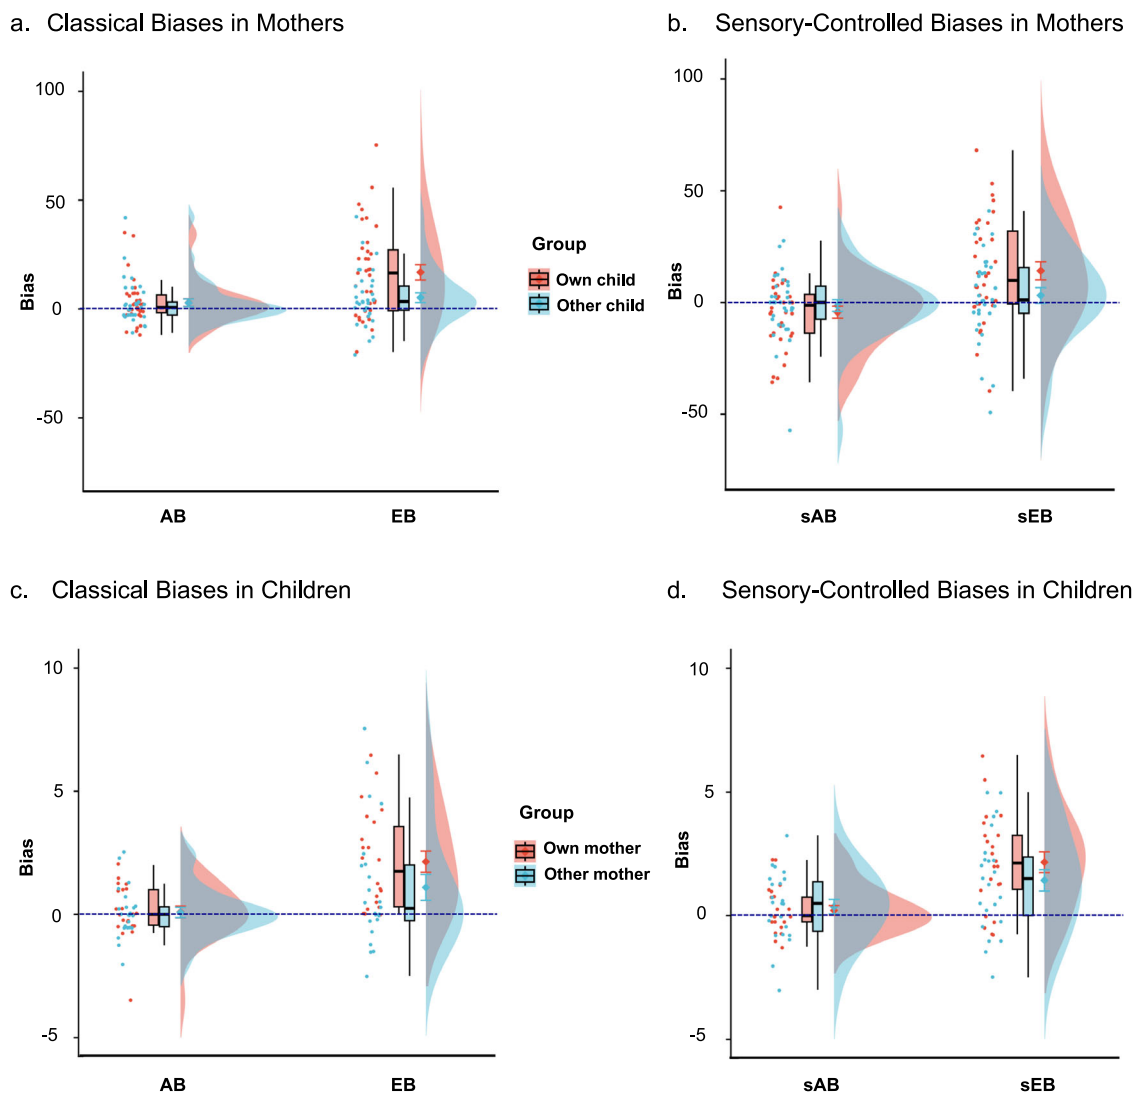 a. Classical Biases in Mothers
b. Sensory-Controlled Biases in Mothers
100
50
0
-50
Bias
AB
EB
Group
Own child
Other child
100
50
0
-50
Bias
sAB
sEB
c. Classical Biases in Children
d. Sensory-Controlled Biases in Children
10
5
0
-5
Bias
AB
EB
Group
Own mother
Other mother
10
5
0
-5
Bias
sAB
sEB